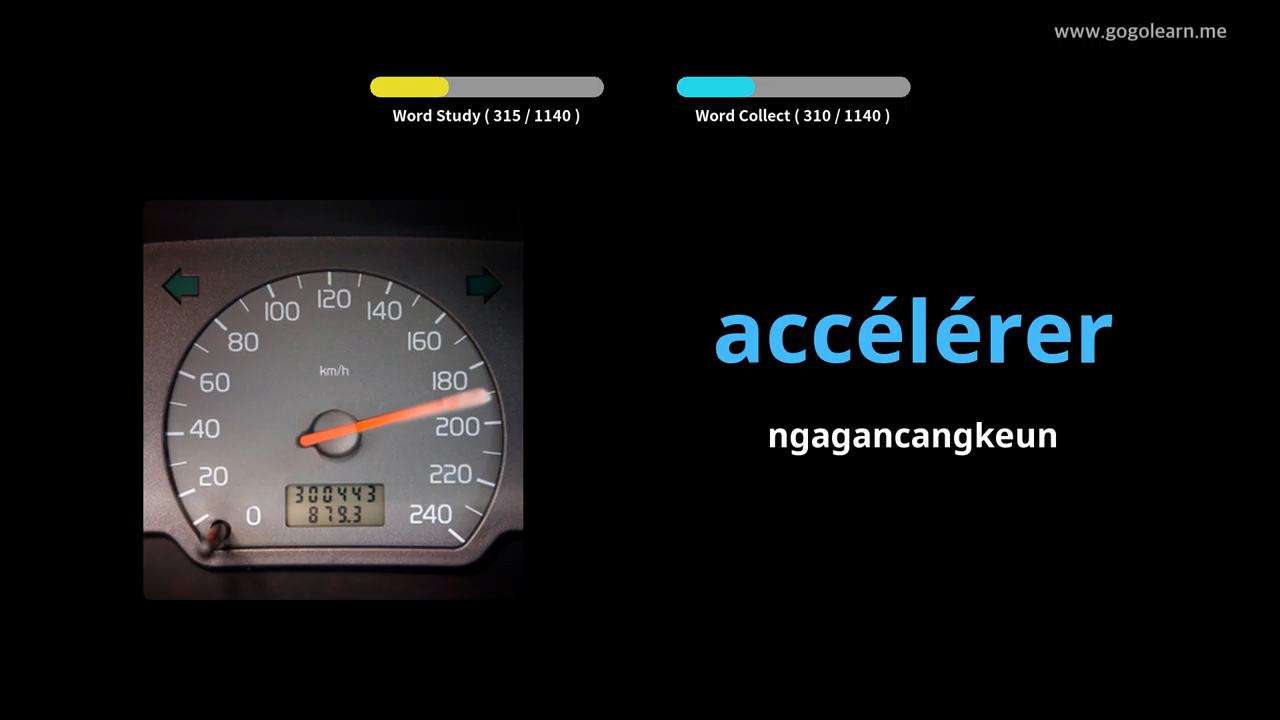 www.gogolearn.me
Word Study ( 315 / 1140 )
Word Collect ( 310 / 1140 )
100
120
140
80
160
km/h
60
180
40
200
20
220
0
240
300443
879.3
accélérer
ngagancangkeun